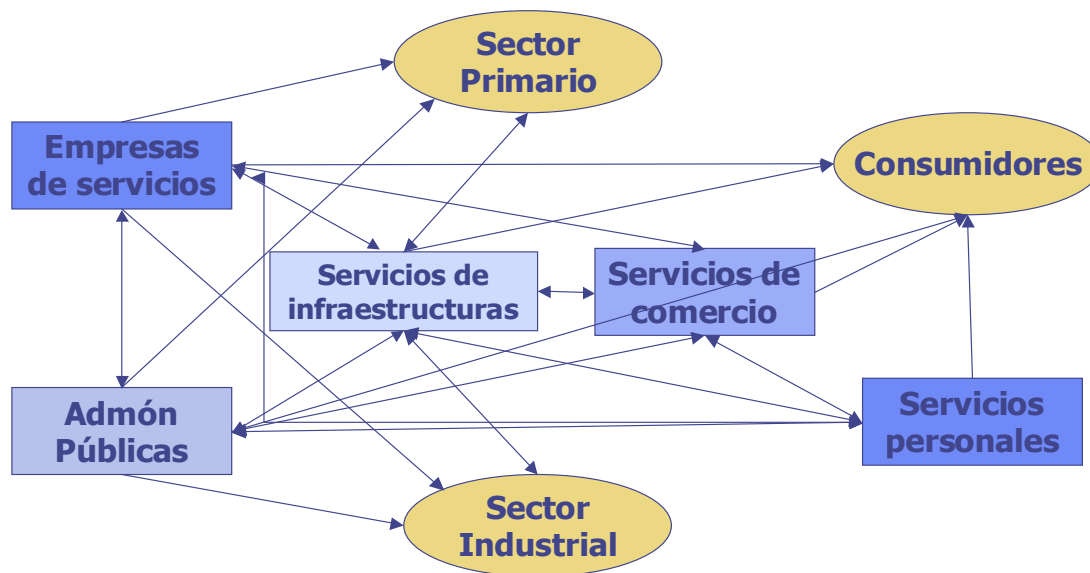 Sector
Primario
Empresas
de servicios
Consumidores
Servicios de
infraestructuras
Servicios de
comercio
Admón
Públicas
Servicios
personales
Sector
Industrial